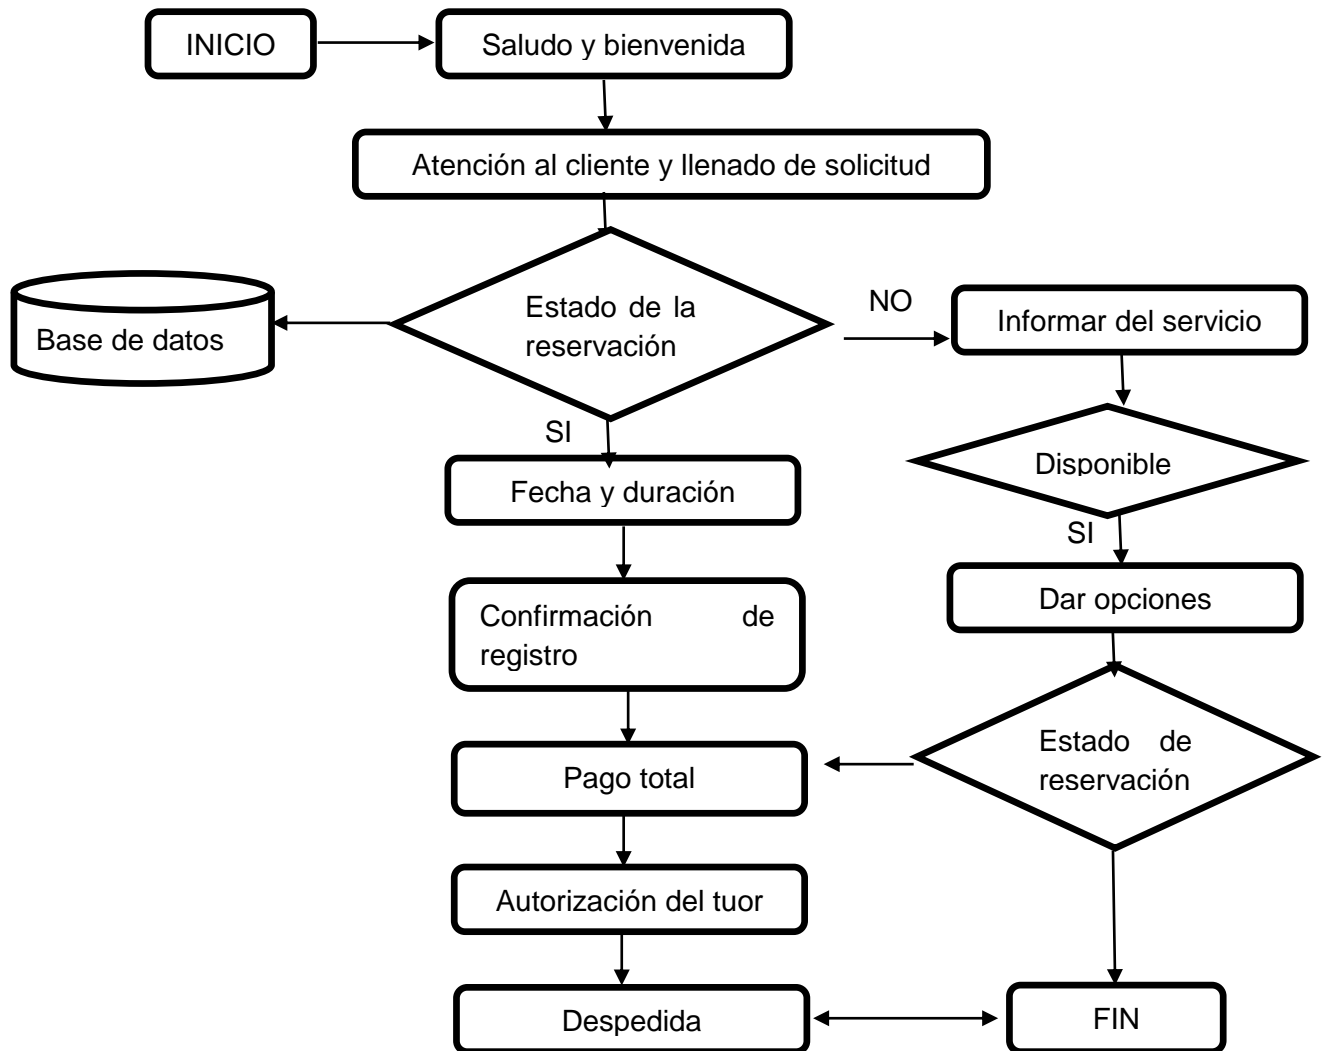 INICIO
Saludo y bienvenida
Atención al cliente y llenado de solicitud
Estado de la
reservación
NO
Informar del servicio
Base de datos
SI
Disponible
Fecha y duración
SI
Confirmación de
registro
Dar opciones
Estado de
reservación
Pago total
Autorización del tuor
Despedida
FIN